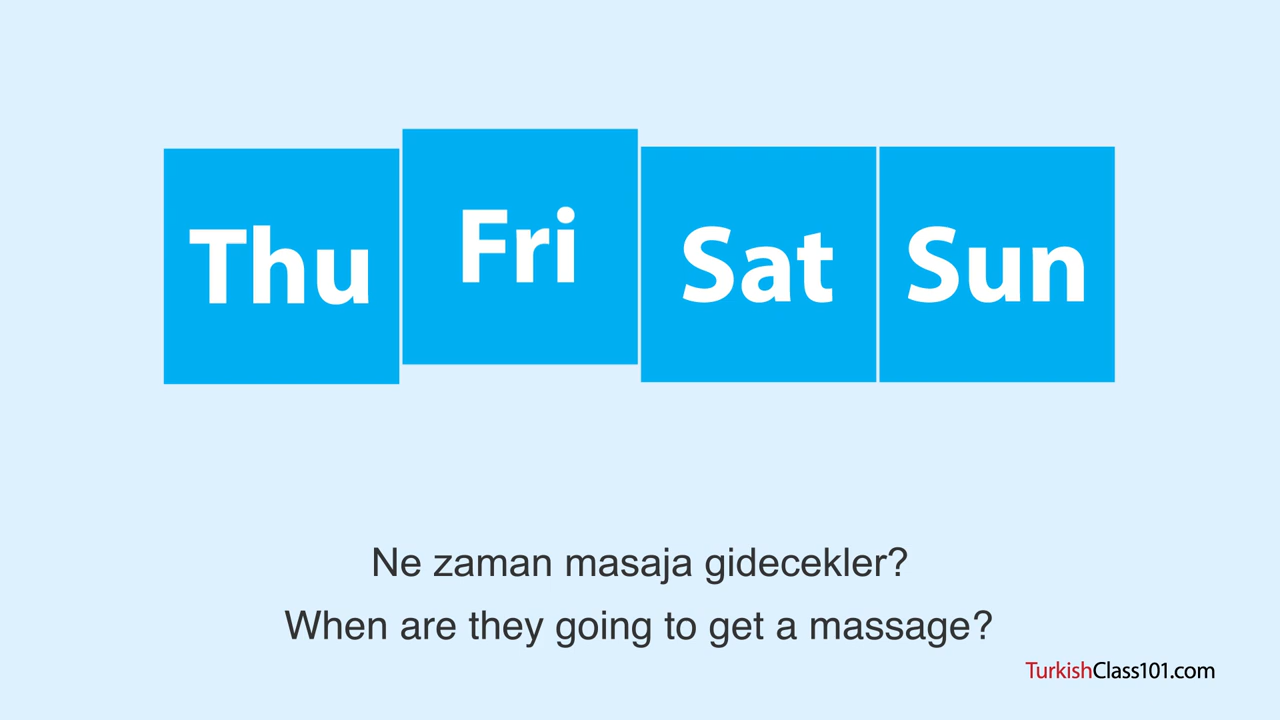 Thu Fri Sat Sun
Ne zaman masaja gidecekler?
When are they going to get a massage?
TurkishClass101.com